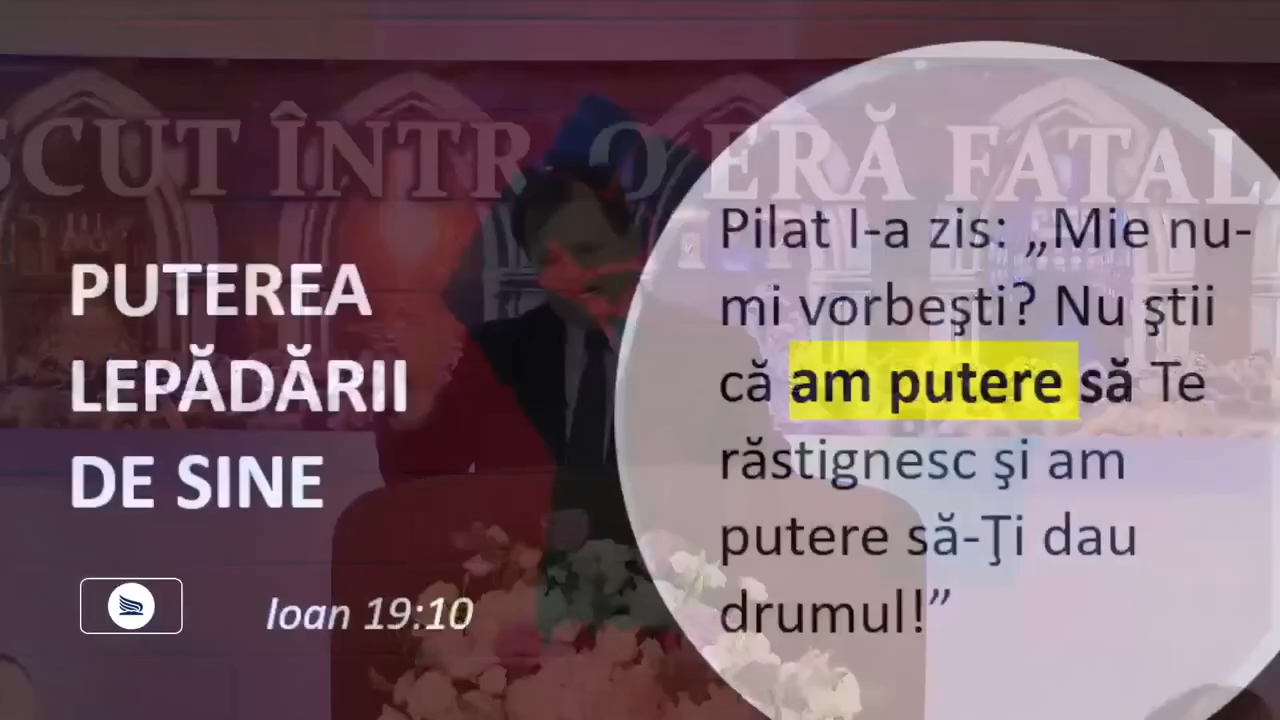 SCUT ÎNTR O ERĂ FATAL
PUTEREA
LEPĂDĂRII
DE SINE
Ioan 19:10
Pilat I-a zis: „Mie nu-
mi vorbeşti? Nu ştii
că am putere să Te
răstignesc şi am
putere să-Ţi dau
drumul!”